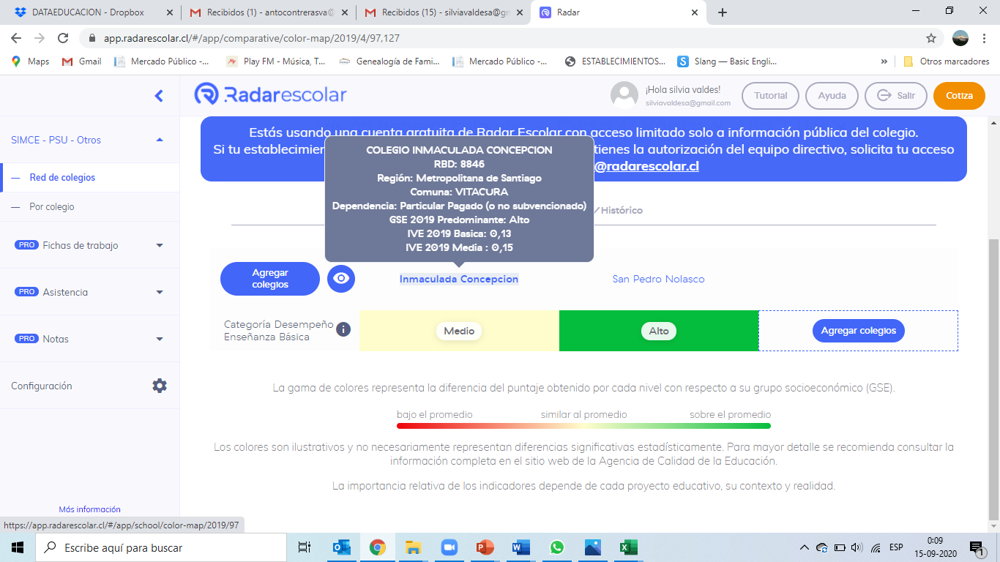 DATAEDUCACION - Dropbox
Recibidos (1) - antocontrerasva@
Recibidos (15) - silviavaldesa@gm
Radar
app.radarescolar.cl/#/app/comparative/color-map/2019/4/97,127
Maps
Gmail
Mercado Público -...
Play FM - Música, T...
Genealogía de Fami...
Mercado Público -...
ESTABLECIMIENTOS...
Slang — Basic Engli...
»
Otros marcadores
Radarescolar
¡Hola silvia valdes!
silviavaldesa@gmail.com
Tutorial
Ayuda
Salir
Cotiza
SIMCE - PSU - Otros
— Red de colegios
— Por colegio
PRO Fichas de trabajo
PRO Asistencia
PRO Notas
Configuración
Más información
Estás usando una cuenta gratuita de Radar Escolar con acceso limitado solo a información pública del colegio.
Si tu establecimien
tienes la autorización del equipo directivo, solicita tu acceso
@radarescolar.cl
COLEGIO INMACULADA CONCEPCION
RBD: 8846
Región: Metropolitana de Santiago
Comuna: VITACURA
Dependencia: Particular Pagado (o no subvencionado)
GSE 2019 Predominante: Alto
IVE 2019 Basica: 0,13
IVE 2019 Media : 0,15
/Histórico
Agregar
colegios
Inmaculada Concepcion
San Pedro Nolasco
Categoría Desempeño
Enseñanza Básica
i
Medio
Alto
Agregar colegios
La gama de colores representa la diferencia del puntaje obtenido por cada nivel con respecto a su grupo socioeconómico (GSE).
bajo el promedio
similar al promedio
sobre el promedio
Los colores son ilustrativos y no necesariamente representan diferencias significativas estadísticamente. Para mayor detalle se recomienda consultar la
información completa en el sitio web de la Agencia de Calidad de la Educación.
La importancia relativa de los indicadores depende de cada proyecto educativo, su contexto y realidad.
https://app.radarescolar.cl/#/app/school/color-map/2019/97
Escribe aquí para buscar
ESP
0:09
15-09-2020
1